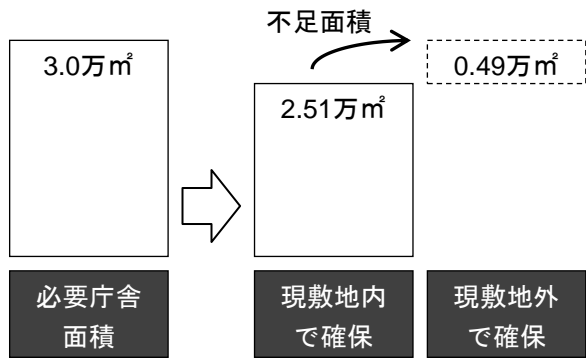 不足面積
3.0万㎡
2.51万㎡
0.49万㎡
必要庁舎
面積
現敷地内
で確保
現敷地外
で確保